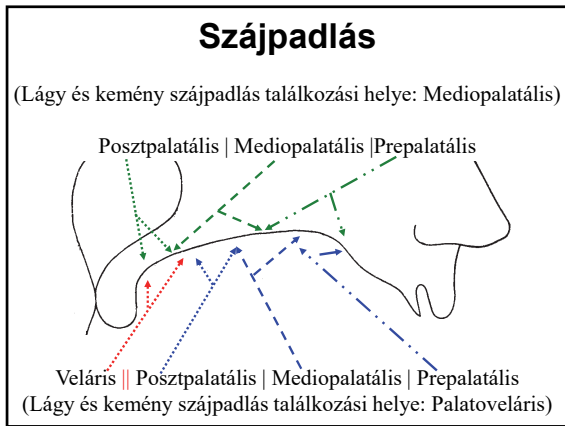 Szájpadlás
(Lágy és kemény szájpadlás találkozási helye: Mediopalatális)
Posztpalatális | Mediopalatális |Prepalatális
Veláris || Posztpalatális | Mediopalatális | Prepalatális
(Lágy és kemény szájpadlás találkozási helye: Palatoveláris)